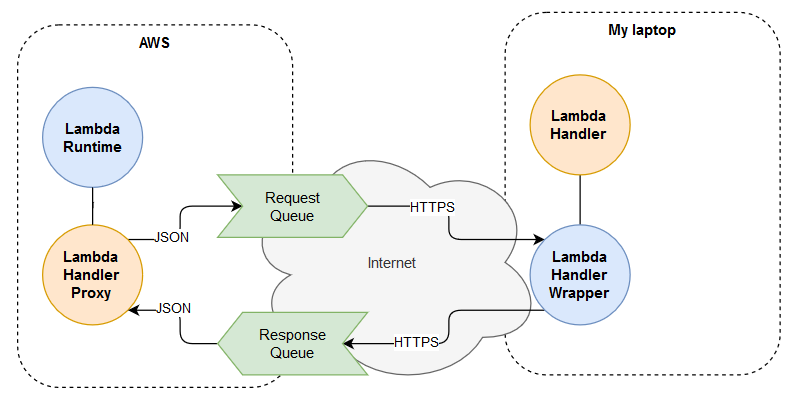 AWS
My laptop
Lambda
Runtime
Lambda
Handler
Request
Queue
HTTPS
JSON
Lambda
Handler
Proxy
Internet
Lambda
Handler
Wrapper
JSON
Response
Queue
HTTPS